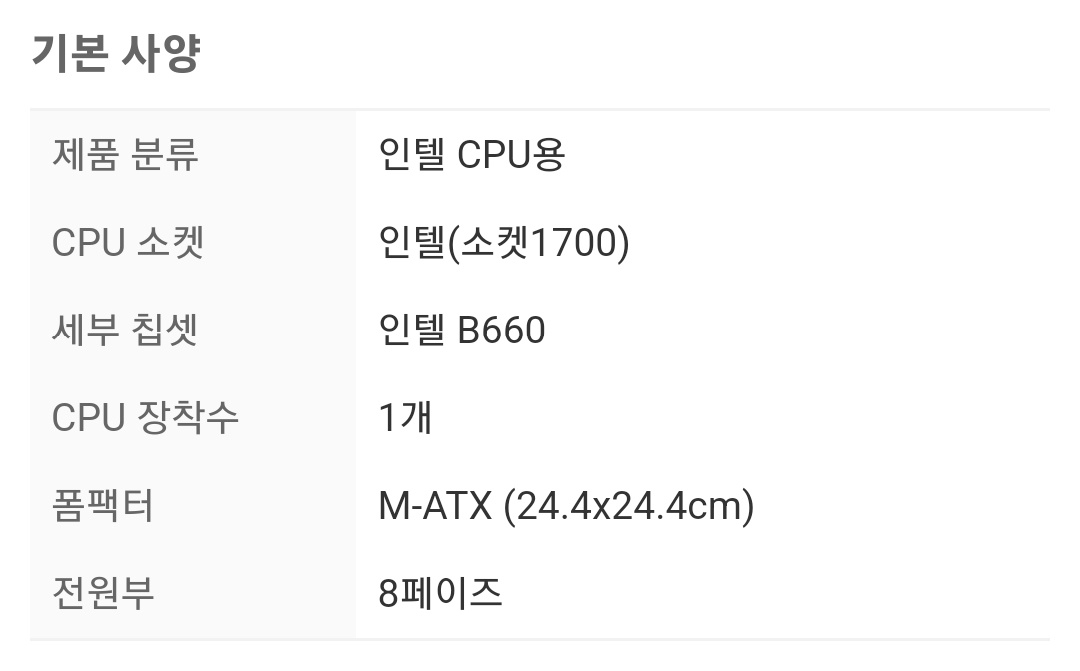 기본 사양
제품 분류 인텔 CPU용
CPU 소켓 인텔(소켓1700)
세부 칩셋 인텔 B660
CPU 장착수 1개
폼팩터 M-ATX (24.4x24.4cm)
전원부 8페이즈